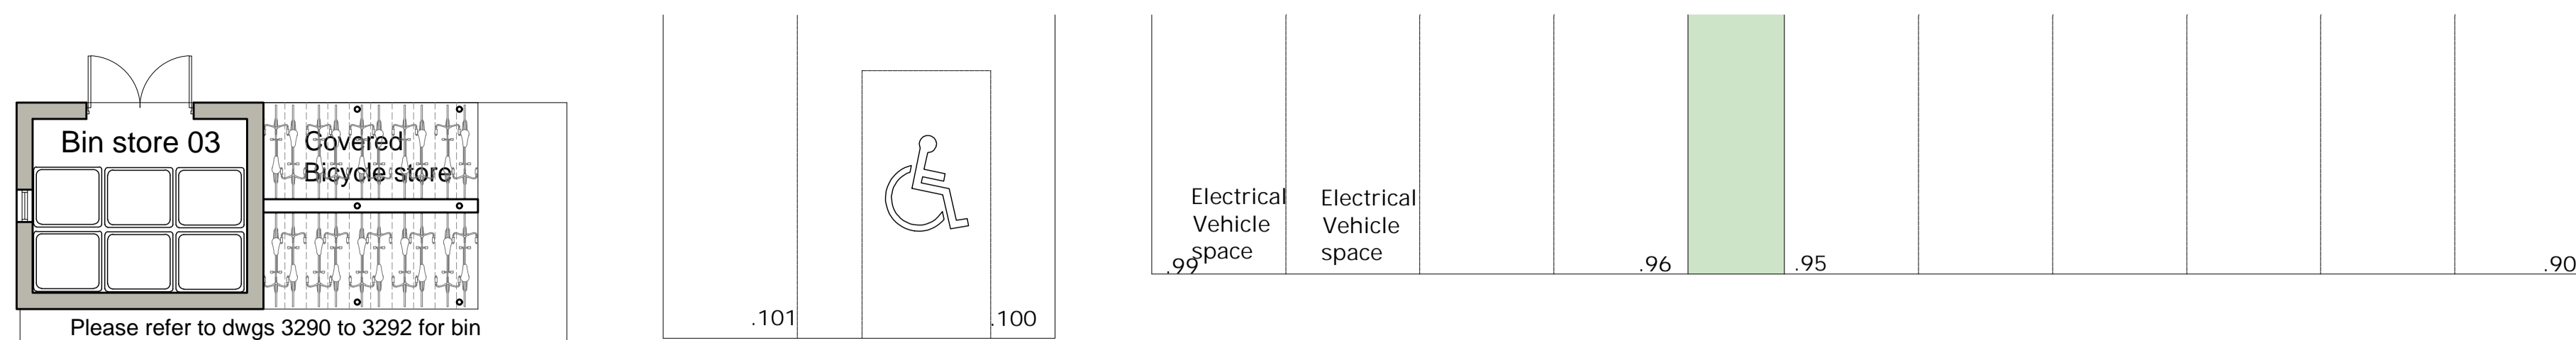 Bin store 03
Covered
Bicycle store
Please refer to dwgs 3290 to 3292 for bin
.101
.100
Electrical
Vehicle
space
.99
Electrical
Vehicle
space
.96
.95
.90